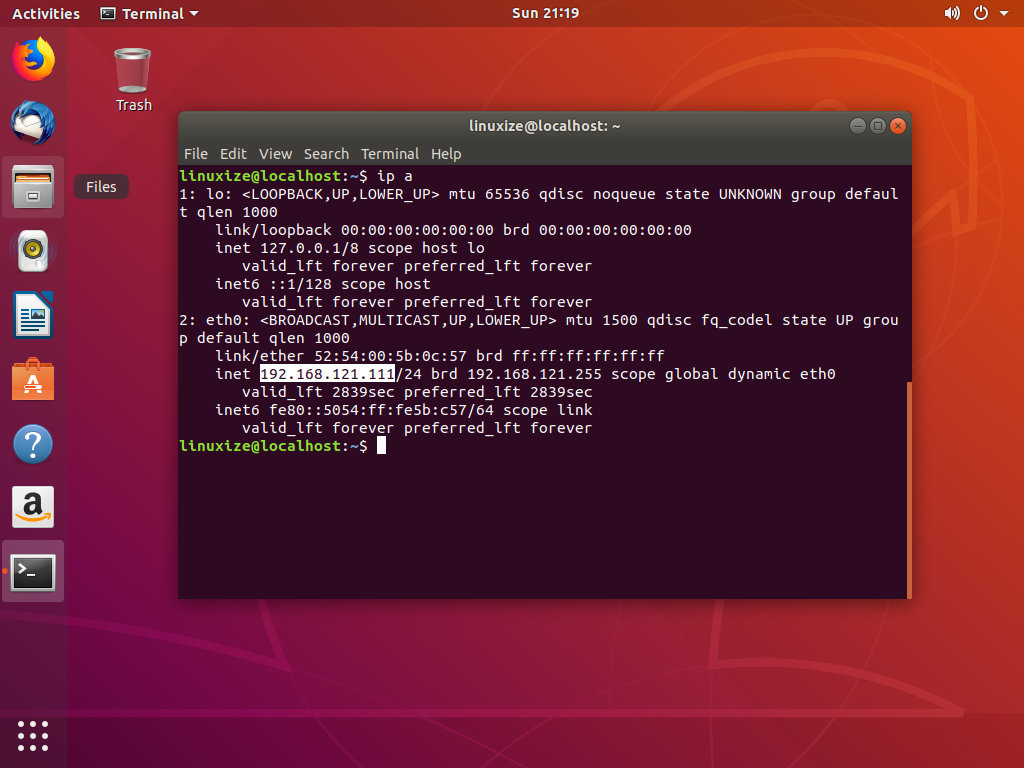 Activities Terminal Sun 21:19
Trash
linuxize@localhost: ~
File Edit View Search Terminal Help
Files
linuxize@localhost:~$ ip a
1: lo: <LOOPBACK,UP,LOWER_UP> mtu 65536 qdisc noqueue state UNKNOWN group defaul
t qlen 1000
    link/loopback 00:00:00:00:00:00 brd 00:00:00:00:00:00
    inet 127.0.0.1/8 scope host lo
       valid_lft forever preferred_lft forever
    inet6 ::1/128 scope host
       valid_lft forever preferred_lft forever
2: eth0: <BROADCAST,MULTICAST,UP,LOWER_UP> mtu 1500 qdisc fq_codel state UP grou
p default qlen 1000
    link/ether 52:54:00:5b:0c:57 brd ff:ff:ff:ff:ff:ff
    inet 192.168.121.111/24 brd 192.168.121.255 scope global dynamic eth0
       valid_lft 2839sec preferred_lft 2839sec
    inet6 fe80::5054:ff:fe5b:c57/64 scope link
       valid_lft forever preferred_lft forever
linuxize@localhost:~$